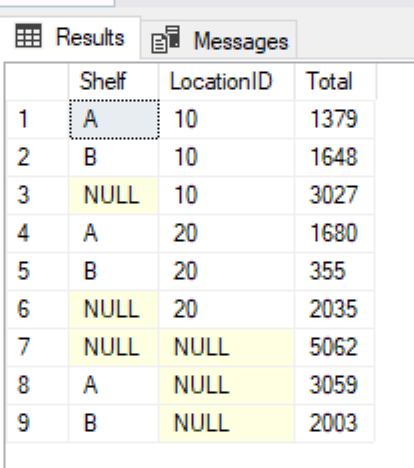 Results Messages
Shelf LocationID Total
1 A 10 1379
2 B 10 1648
3 NULL 10 3027
4 A 20 1680
5 B 20 355
6 NULL 20 2035
7 NULL NULL 5062
8 A NULL 3059
9 B NULL 2003